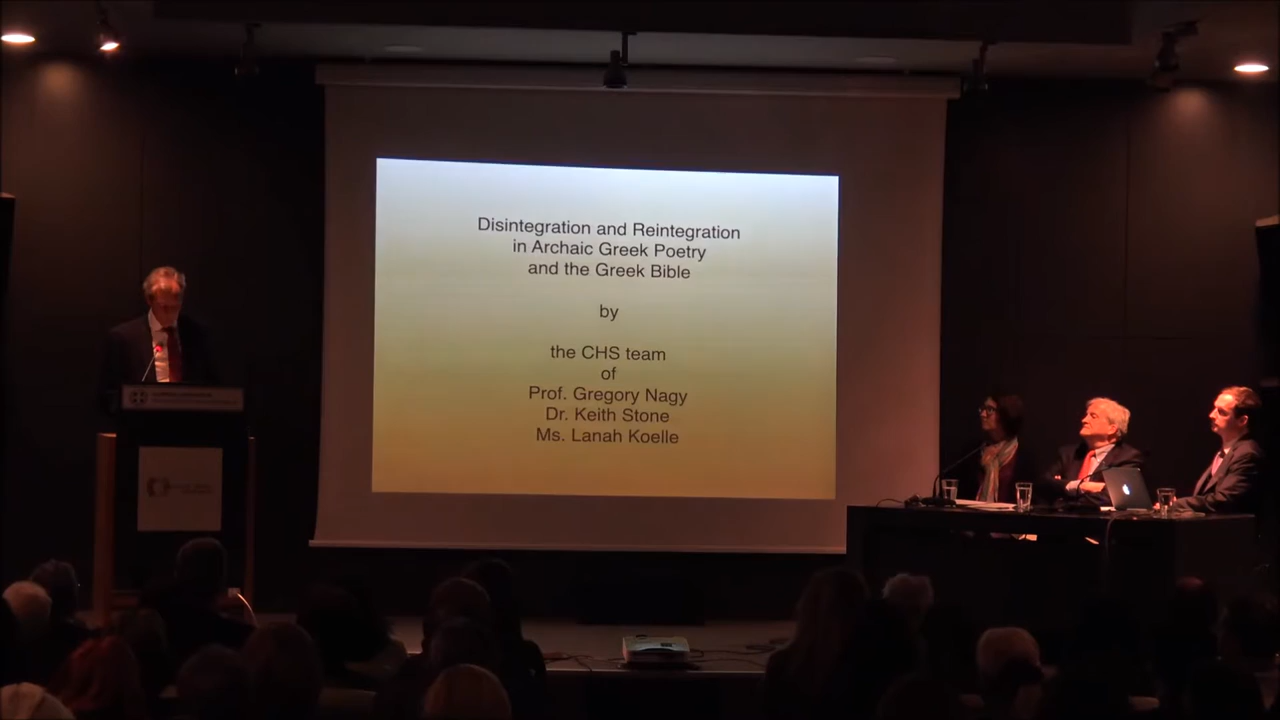 Disintegration and Reintegration
in Archaic Greek Poetry
and the Greek Bible
by
the CHS team
of
Prof. Gregory Nagy
Dr. Keith Stone
Ms. Lanah Koelle